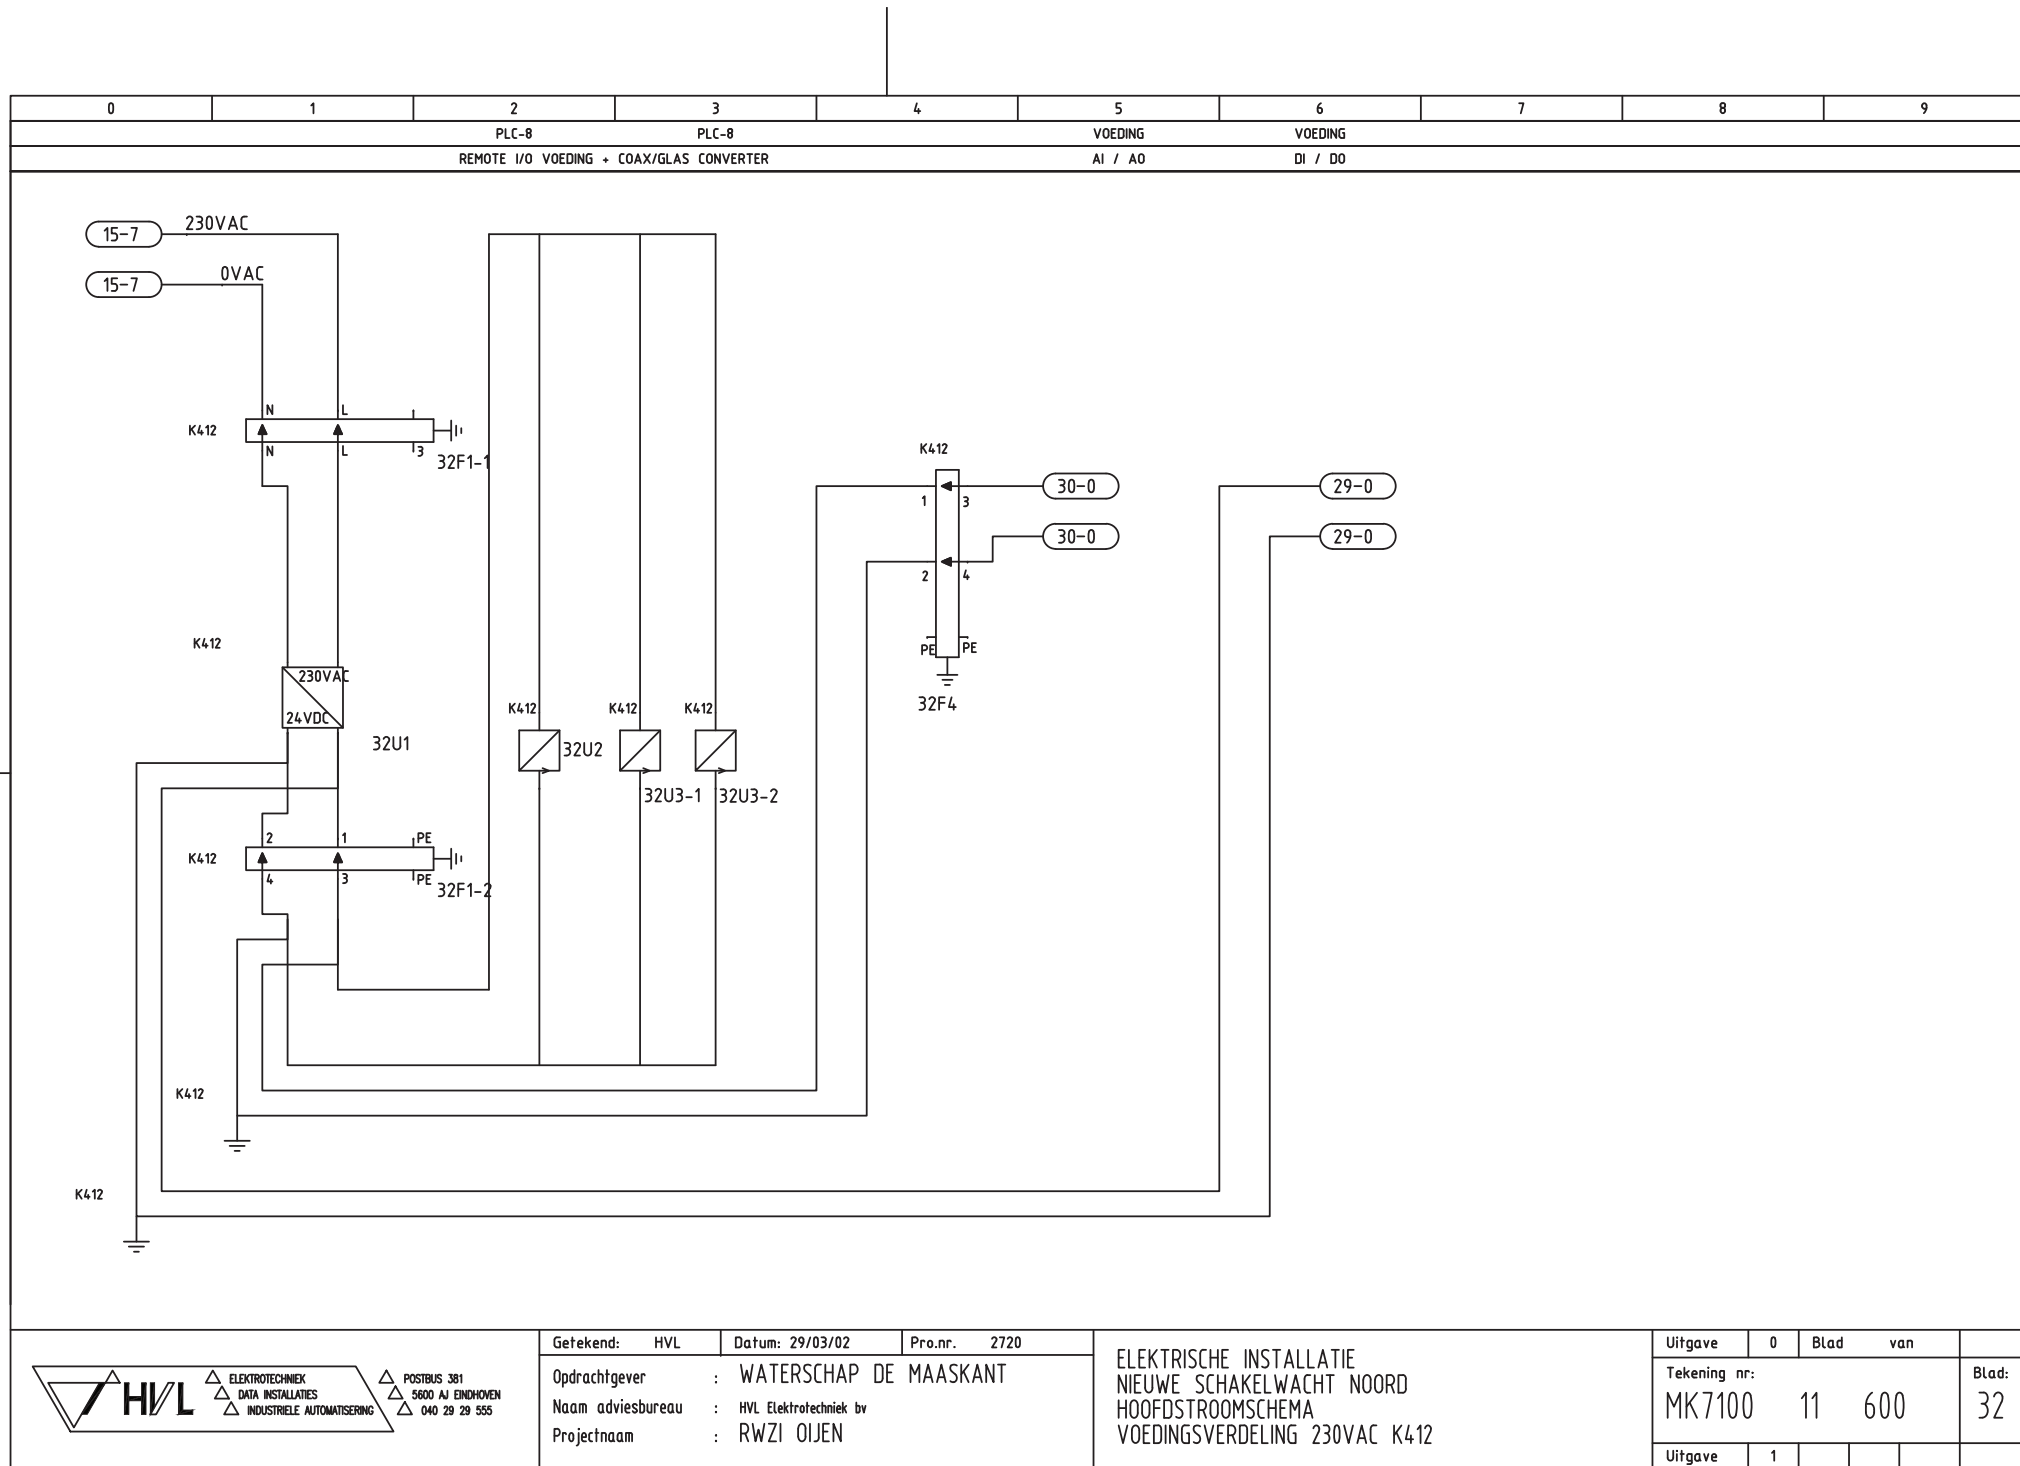 0 1 2 3 4 5 6 7 8 9
PLC-8 PLC-8 VOEDING VOEDING
REMOTE I/O VOEDING + COAX/GLAS CONVERTER AI / AO DI / DO
15-7 230VAC
15-7 0VAC
N L
K412
N L 3
32F1-1
K412
30-0
1 3
30-0
2 4
PE PE
32F4
K412
230VAC
24VDC
32U1
K412 K412 K412
32U2
32U3-1 32U3-2
29-0
29-0
2 1 PE
K412
4 3 PE
32F1-2
K412
K412
HVL
ELEKTROTECHNIEK
DATA INSTALLATIES
INDUSTRIELE AUTOMATISERING
POSTBUS 381
5600 AJ EINDHOVEN
040 29 29 555
Getekend: HVL Datum: 29/03/02 Pro.nr. 2720
Opdrachtgever : WATERSCHAP DE MAASKANT
Naam adviesbureau : HVL Elektrotechniek bv
Projectnaam : RWZI OIJEN
ELEKTRISCHE INSTALLATIE
NIEUWE SCHAKELWACHT NOORD
HOOFDSTROOMSCHEMA
VOEDINGSVERDELING 230VAC K412
Uitgave 0 Blad van
Tekening nr: Blad:
MK7100 11 600 32
Uitgave 1